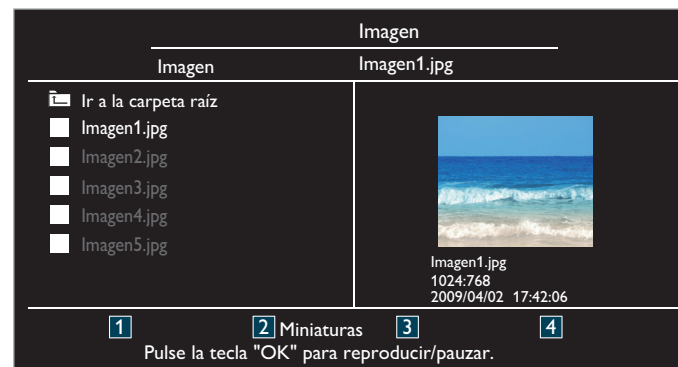 Imagen
Imagen Imagen1.jpg
Ir a la carpeta raíz
Imagen1.jpg
Imagen2.jpg
Imagen3.jpg
Imagen4.jpg
Imagen5.jpg
Imagen1.jpg
1024:768
2009/04/02 17:42:06
1 2 Miniaturas 3 4
Pulse la tecla "OK" para reproducir/pauzar.